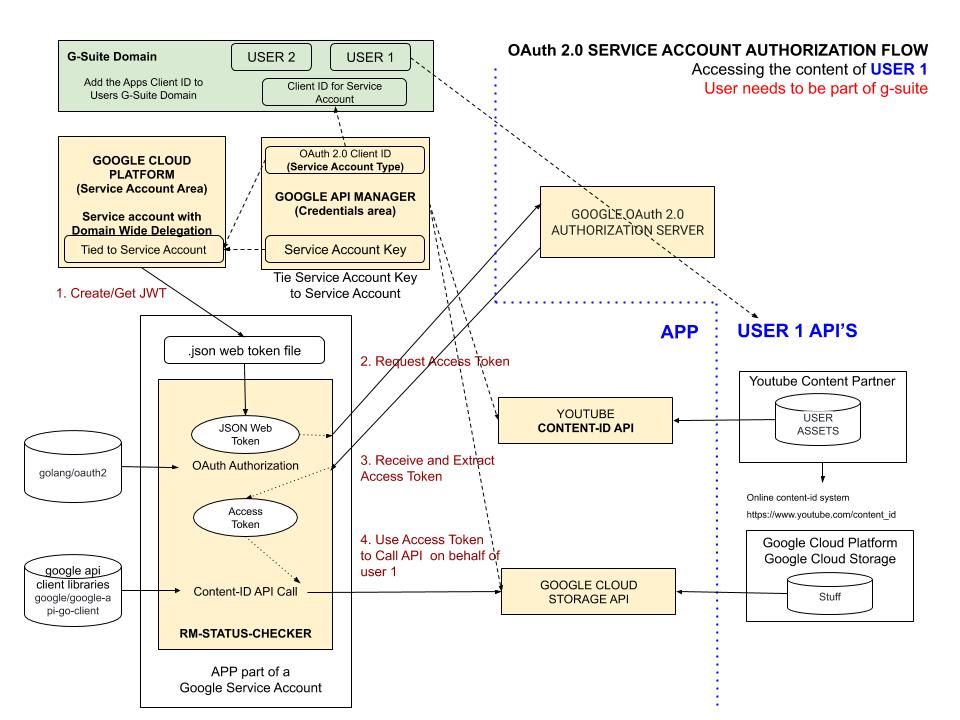 OAuth 2.0 SERVICE ACCOUNT AUTHORIZATION FLOW
Accessing the content of USER 1
User needs to be part of g-suite
G-Suite Domain
USER 2
USER 1
Add the Apps Client ID to
Users G-Suite Domain
Client ID for Service
Account
GOOGLE CLOUD
PLATFORM
(Service Account Area)
Service account with
Domain Wide Delegation
Tied to Service Account
OAuth 2.0 Client ID
(Service Account Type)
GOOGLE API MANAGER
(Credentials area)
Service Account Key
Tie Service Account Key
to Service Account
GOOGLE OAuth 2.0
AUTHORIZATION SERVER
1. Create/Get JWT
APP
USER 1 API'S
.json web token file
2. Request Access Token
JSON Web
Token
OAuth Authorization
golang/oauth2
3. Receive and Extract
Access Token
Access
Token
4. Use Access Token
to Call API  on behalf of
user 1
google api
client libraries
google/google-a
pi-go-client
Content-ID API Call
RM-STATUS-CHECKER
APP part of a
Google Service Account
YOUTUBE
CONTENT-ID API
Youtube Content Partner
USER
ASSETS
Online content-id system
https://www.youtube.com/content_id
GOOGLE CLOUD
STORAGE API
Google Cloud Platform
Google Cloud Storage
Stuff